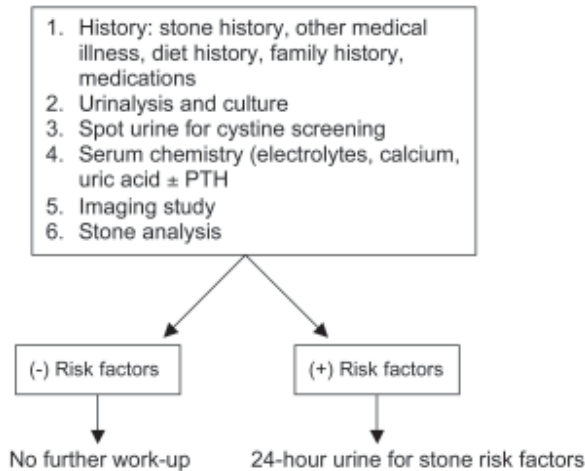 1. History: stone history, other medical
illness, diet history, family history,
medications
2. Urinalysis and culture
3. Spot urine for cystine screening
4. Serum chemistry (electrolytes, calcium,
uric acid ± PTH
5. Imaging study
6. Stone analysis
(-) Risk factors
(+) Risk factors
No further work-up
24-hour urine for stone risk factors